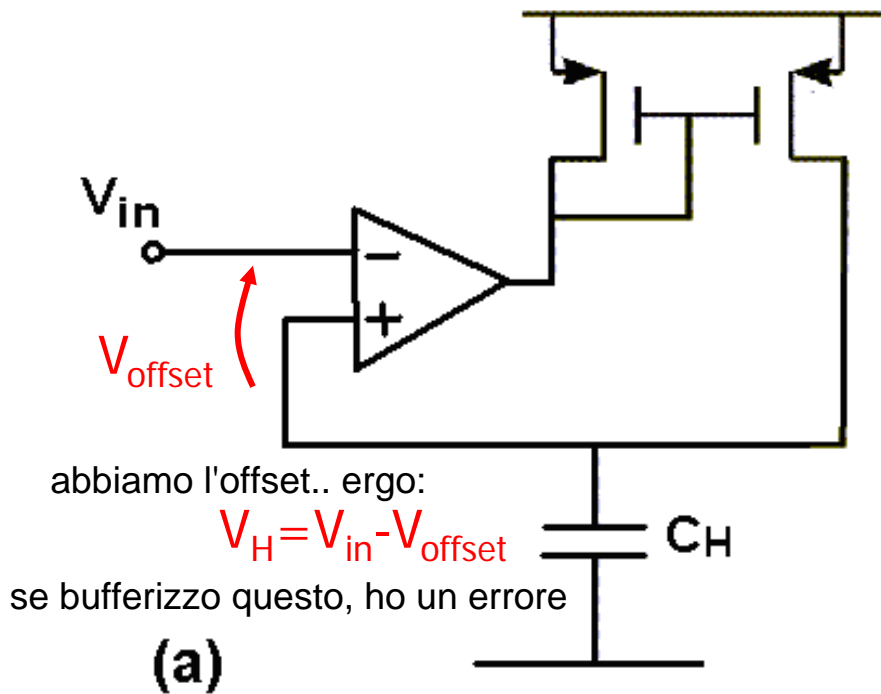 Vin
−
+
Voffset
abbiamo l'offset.. ergo:
VH=Vin-Voffset
CH
se bufferizzo questo, ho un errore
(a)